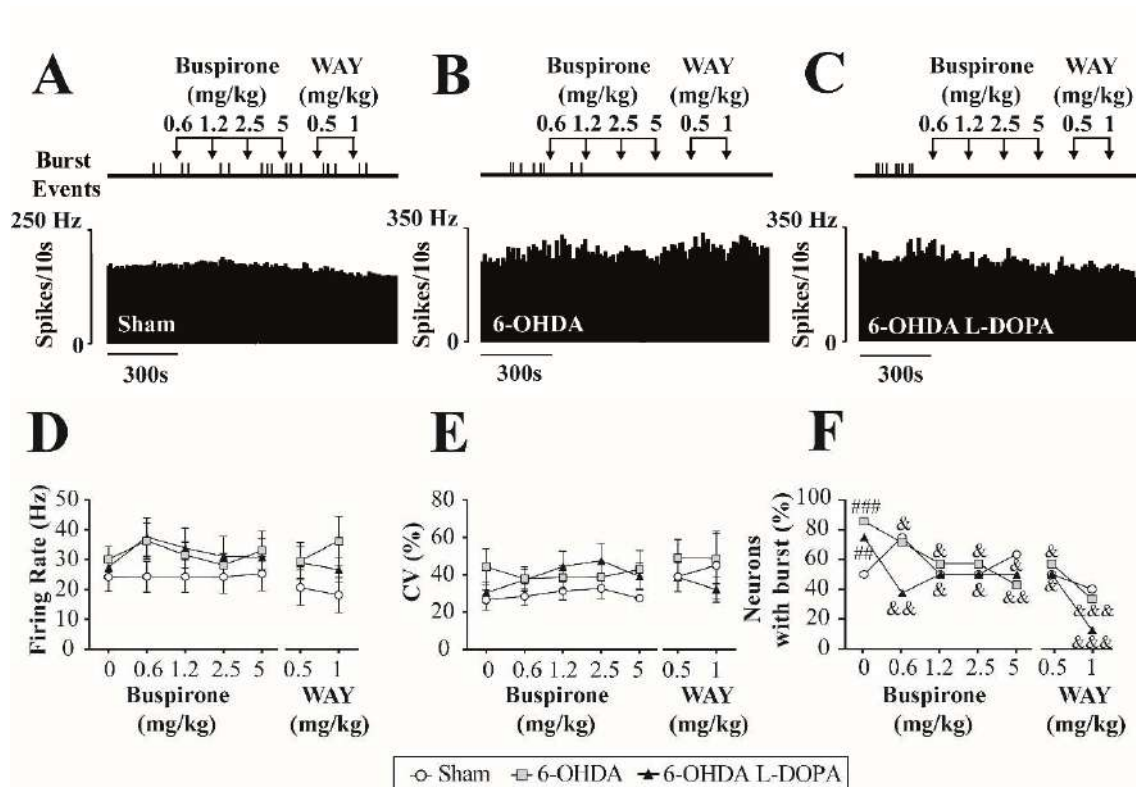 A
Buspirone
(mg/kg)
0.6 1.2 2.5 5
WAY
(mg/kg)
0.5 1
Burst
Events
250 Hz
Spikes/10s
0
Sham
300s
B
Buspirone
(mg/kg)
0.6 1.2 2.5 5
WAY
(mg/kg)
0.5 1
350 Hz
Spikes/10s
0
6-OHDA
300s
C
Buspirone
(mg/kg)
0.6 1.2 2.5 5
WAY
(mg/kg)
0.5 1
350 Hz
Spikes/10s
0
6-OHDA L-DOPA
300s
D
Firing Rate (Hz)
50
40
30
20
10
0
0 0.6 1.2 2.5 5 0.5 1
Buspirone
(mg/kg)
WAY
(mg/kg)
E
CV (%)
80
60
40
20
0
0 0.6 1.2 2.5 5 0.5 1
Buspirone
(mg/kg)
WAY
(mg/kg)
F
Neurons
with burst (%)
100
80
60
40
20
0
###
##
&
&&
&
&
&
&
&
&&
&
&
&&&
&&&
0 0.6 1.2 2.5 5 0.5 1
Buspirone
(mg/kg)
WAY
(mg/kg)
Sham 6-OHDA 6-OHDA L-DOPA